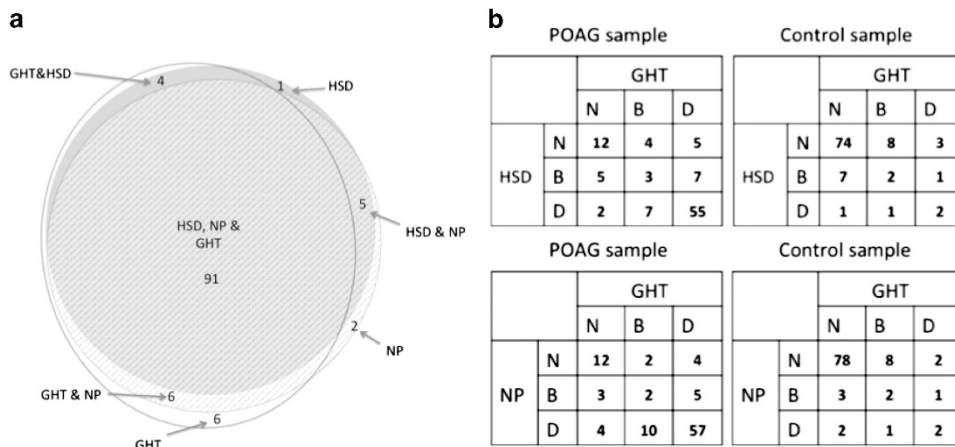 a
GHT&HSD
4
1
HSD
5
HSD & NP
HSD, NP &
GHT
91
2
NP
GHT & NP
6
6
GHT
b
POAG sample
GHT
N B D
N 12 4 5
HSD B 5 3 7
D 2 7 55
Control sample
GHT
N B D
N 74 8 3
HSD B 7 2 1
D 1 1 2
POAG sample
GHT
N B D
N 12 2 4
NP B 3 2 5
D 4 10 57
Control sample
GHT
N B D
N 78 8 2
NP B 3 2 1
D 2 1 2